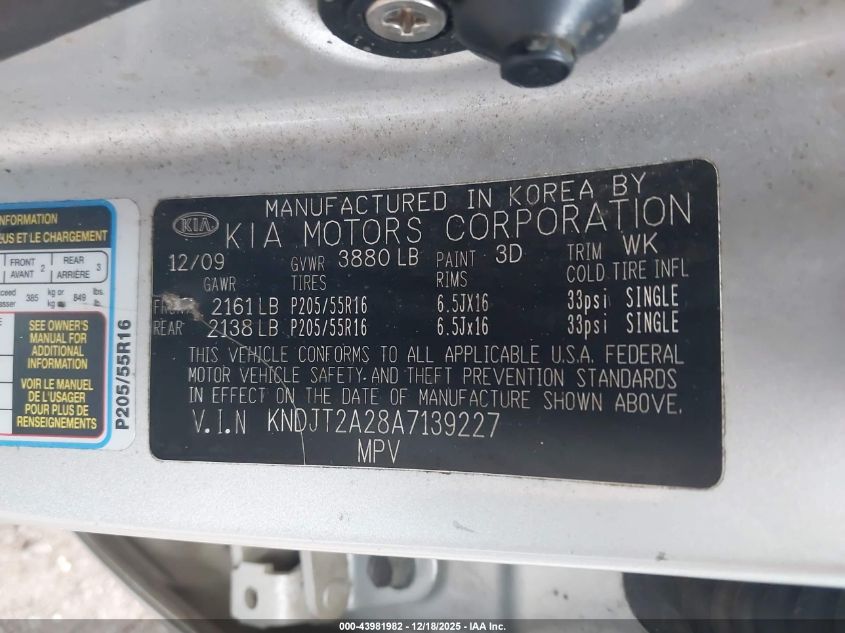 MANUFACTURED IN KOREA BY
KIA KIA MOTORS CORPORATION
12/09 GVWR 3880 LB PAINT 3D TRIM WK
GAWR TIRES RIMS COLD TIRE INFL
2161 LB P205/55R16 6.5Jx16 33psi SINGLE
REAR 2138 LB P205/55R16 6.5Jx16 33psi SINGLE
THIS VEHICLE CONFORMS TO ALL APPLICABLE U.S.A. FEDERAL
MOTOR VEHICLE SAFETY AND THEFT PREVENTION STANDARDS
IN EFFECT ON THE DATE OF MANUFACTURE SHOWN ABOVE.
V.I.N KNDJT2A28A7139227
MPV
INFORMATION
ET LE CHARGEMENT
FRONT 2 REAR 3
AVANT ARRIÈRE
385 kg or 849 lbs.
kg ou lb.
SEE OWNER'S
MANUAL FOR
ADDITIONAL
INFORMATION
VOIR LE MANUEL
DE L'USAGER
POUR PLUS DE
RENSEIGNEMENTS
P205/55R16
000-43981982 - 12/18/2025 - IAA Inc.